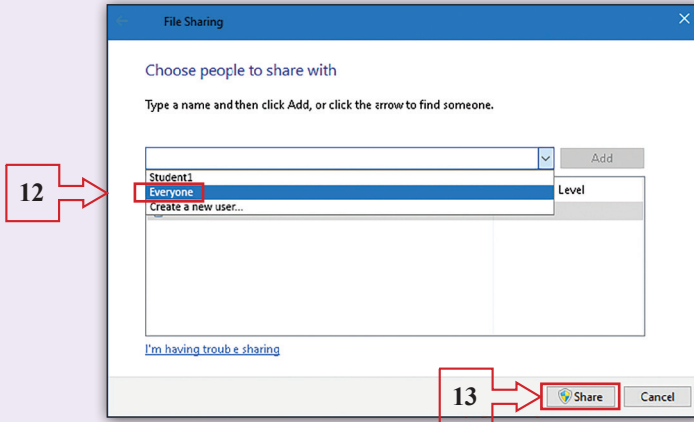 File Sharing
Choose people to share with
Type a name and then click Add, or click the arrow to find someone.
Add
Student1
12
Everyone
Level
Create a new user...
I'm having troub e sharing
13
Share
Cancel